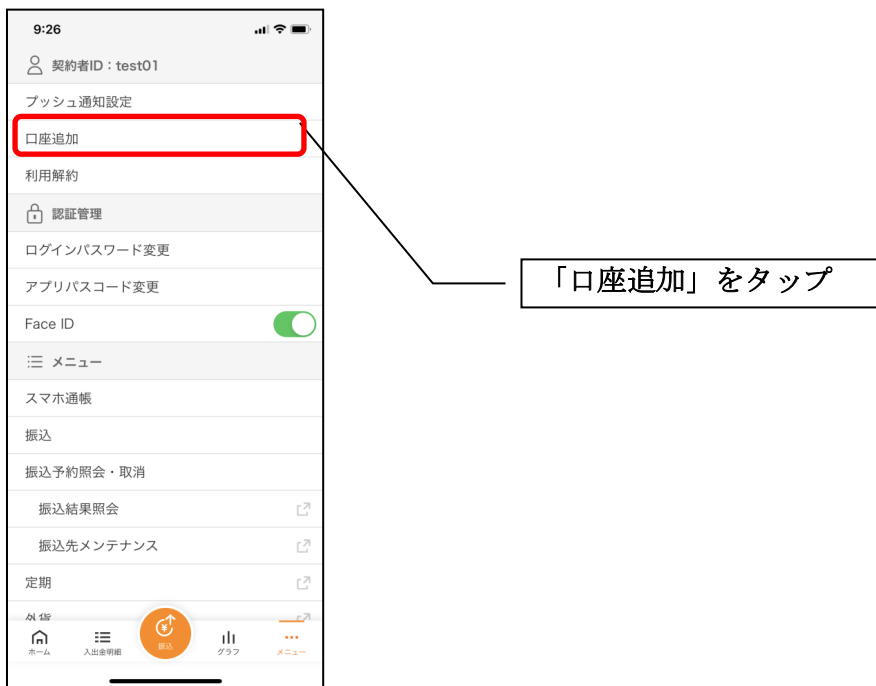 9:26
契約者ID：test01
プッシュ通知設定
口座追加
利用解約
認証管理
ログインパスワード変更
「口座追加」をタップ
アプリパスコード変更
Face ID
メニュー
スマホ通帳
振込
振込予約照会・取消
振込結果照会
振込先メンテナンス
定期
外貨
ホーム
入出金明細
振込
グラフ
メニュー